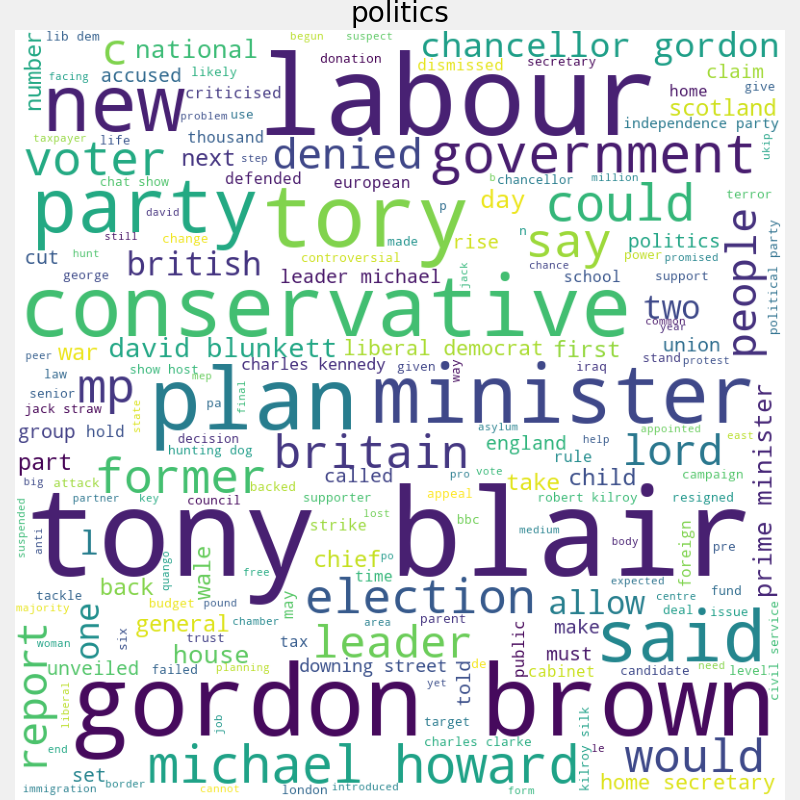 politics
number
lib dem
begun
suspect
c
national
donation
chancellor gordon
dismissed
secretary
accused
likely
claim
facing
new
criticised
labour
home
give
scotland
problem
use
independence party
taxpayer
life
thousand
voter
next
step
denied
government
ukip
chat show
defended
european
b
chancellor
million
party
david
tory
p
day
could
terror
still
made
n
people
political party
cut
change
rise
say
politics
hunt
british
controversial
power
promised
george
leader michael
jack
chance
school
support
conservative
two
common
year
war
david blunkett
liberal democrat
first
union
peer
show host
charles kennedy
given
way
iraq
stand
protest
law
mep
senior
mp
plan
minister
jack straw
state
pa
final
prime minister
group
hold
decision
asylum
appointed
east
hunting dog
britain
england
help
lord
part
rule
former
called
pro
vote
take
child
campaign
big
attack
partner
key
backed
supporter
appeal
robert kilroy
resigned
council
suspended
tony blair
lost
strike
bbc
medium
anti
l
body
foreign
pre
quango
wale
chief
po
time
free
expected
centre
tackle
back
may
election
allow
fund
deal
issue
majority
budget
pound
one
six
general
chamber
area
parent
civil service
report
woman
trust
tax
leader
public
make
said
house
must
unveiled
failed
planning
downing street
told
de
cabinet
candidate
need
level
liberal
gordon brown
yet
job
target
end
charles clarke
kilroy silk
le
michael howard
would
set
border
cannot
home secretary
immigration
london
introduced
form